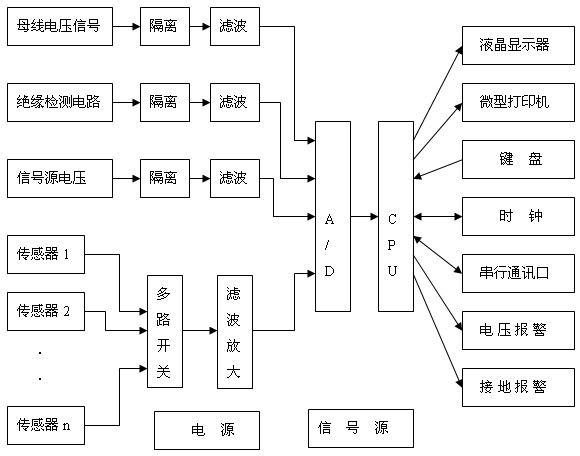 母线电压信号
隔离
滤波
液晶显示器
绝缘检测电路
隔离
滤波
微型打印机
信号源电压
隔离
滤波
键 盘
A/D
CPU
时 钟
传感器 1
串行通讯口
多路开关
滤波放大
传感器 2
电压报警
.
.
接地报警
传感器 n
电 源
信 号 源